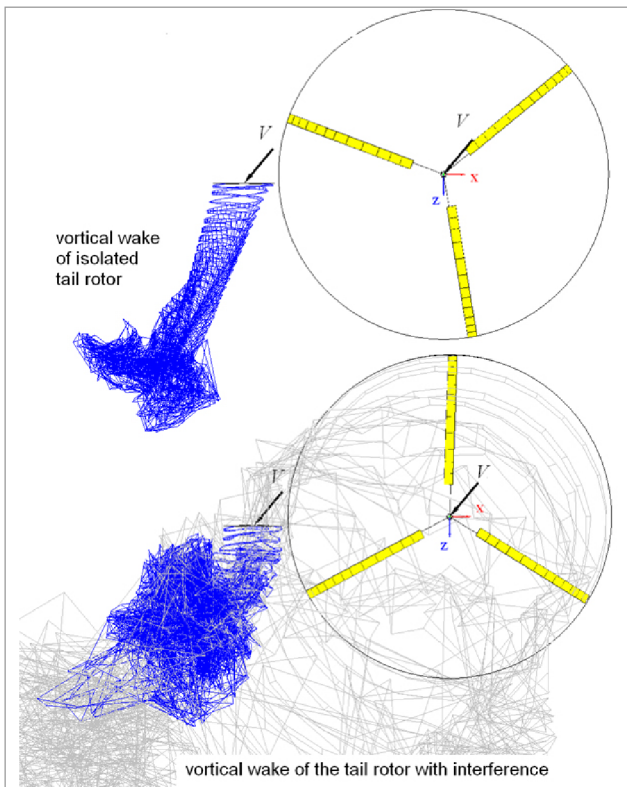 V
V
x
z
vortical wake
of isolated
tail rotor
V
V
x
z
vortical wake of the tail rotor with interference